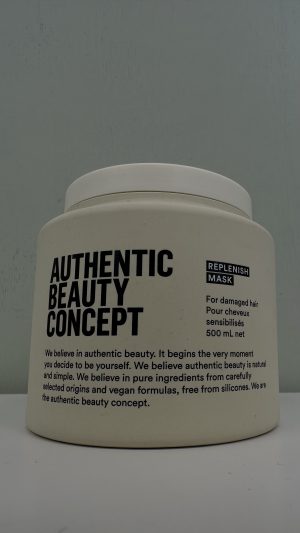 AUTHENTIC
BEAUTY
CONCEPT
REPLENISH
MASK
For damaged hair
Pour cheveux
sensibilisés
500 mL net
We believe in authentic beauty. It begins the very moment
you decide to be yourself. We believe authentic beauty is natural
and simple. We believe in pure ingredients from carefully
selected origins and vegan formulas, free from silicones. We are
the authentic beauty concept.